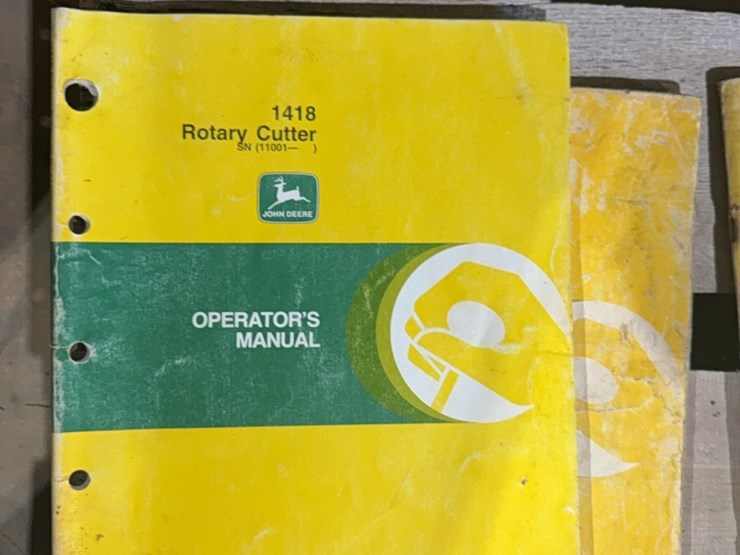 1418
Rotary Cutter
SN (11001— )
JOHN DEERE
OPERATOR'S
MANUAL